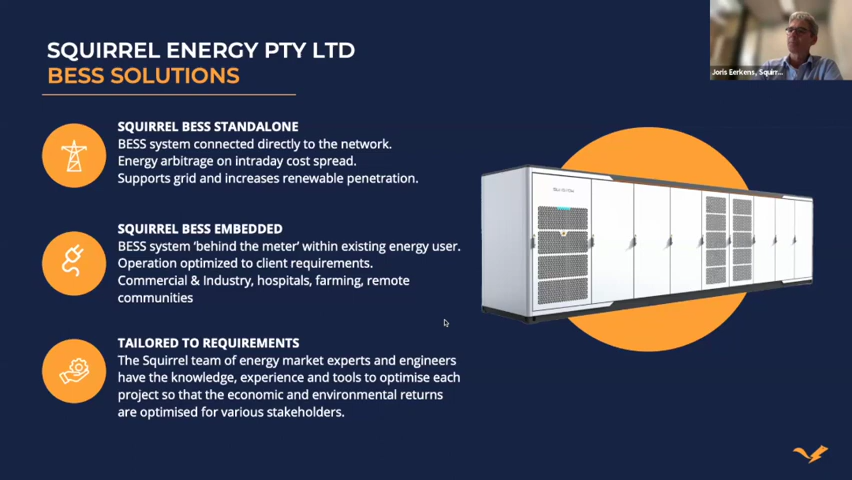 SQUIRREL ENERGY PTY LTD
BESS SOLUTIONS
Joris Eerkens, Squirr...
SQUIRREL BESS STANDALONE
BESS system connected directly to the network.
Energy arbitrage on intraday cost spread.
Supports grid and increases renewable penetration.
SQUIRREL BESS EMBEDDED
BESS system ‘behind the meter’ within existing energy user.
Operation optimized to client requirements.
Commercial & Industry, hospitals, farming, remote
communities
TAILORED TO REQUIREMENTS
The Squirrel team of energy market experts and engineers
have the knowledge, experience and tools to optimise each
project so that the economic and environmental returns
are optimised for various stakeholders.